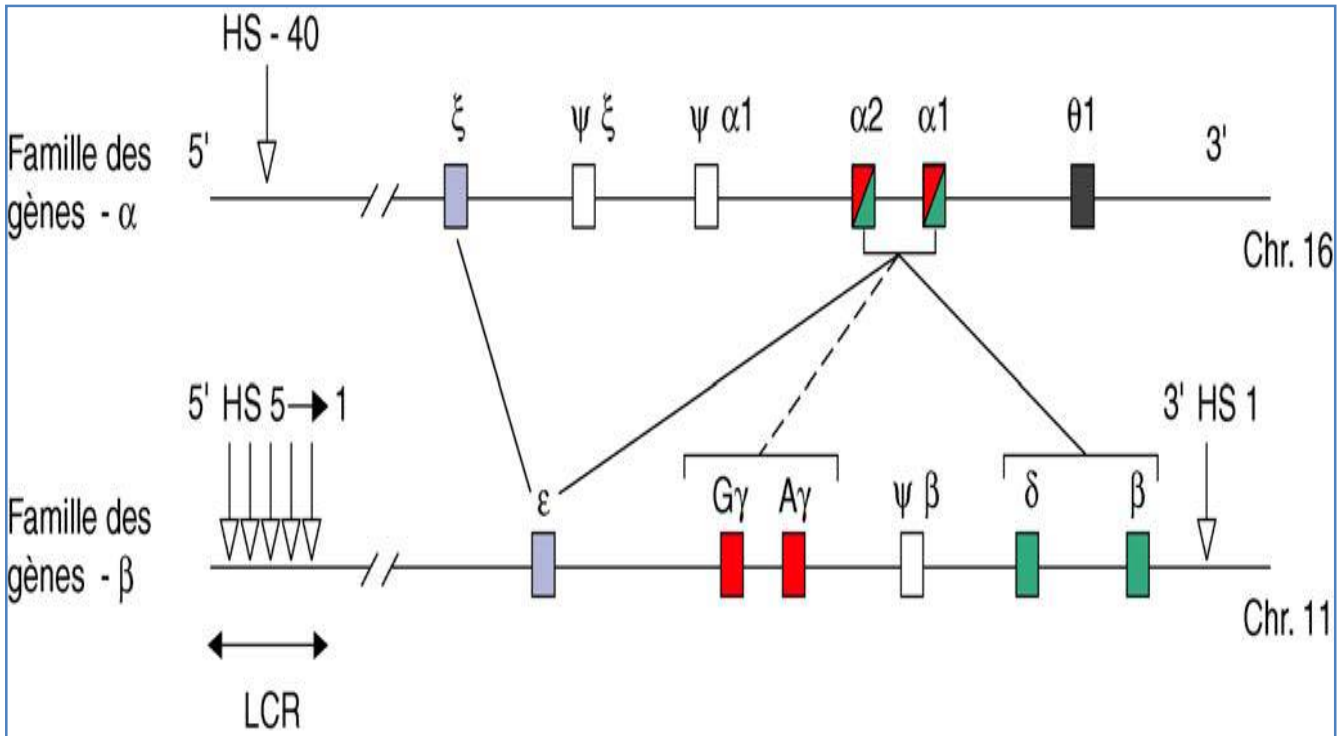 HS - 40
ξ ψ ξ ψ α1 α2 α1 θ1
5' 3'
Famille des
gènes - α
Chr. 16
5' HS 5 → 1 3' HS 1
ε Gγ Aγ ψ β δ β
Famille des
gènes - β
Chr. 11
LCR